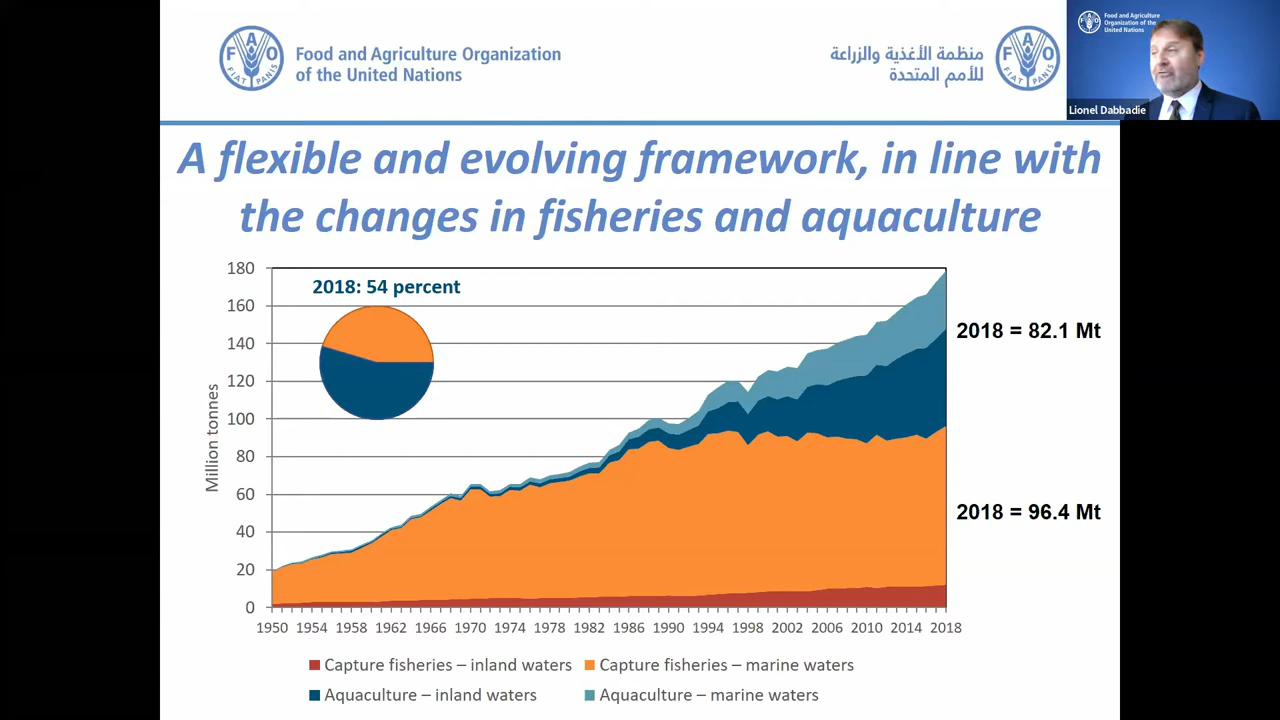 Food and Agriculture Organization
of the United Nations
منظمة الأغذية والزراعة
للأمم المتحدة
F A O
FIAT PANIS
F A O
FIAT PANIS
Food and Agriculture
Organization of the
United Nations
Lionel Dabbadie
A flexible and evolving framework, in line with
the changes in fisheries and aquaculture
2018: 54 percent
Million tonnes
180
160
140
120
100
80
60
40
20
0
1950 1954 1958 1962 1966 1970 1974 1978 1982 1986 1990 1994 1998 2002 2006 2010 2014 2018
2018 = 82.1 Mt
2018 = 96.4 Mt
Capture fisheries – inland waters
Capture fisheries – marine waters
Aquaculture – inland waters
Aquaculture – marine waters